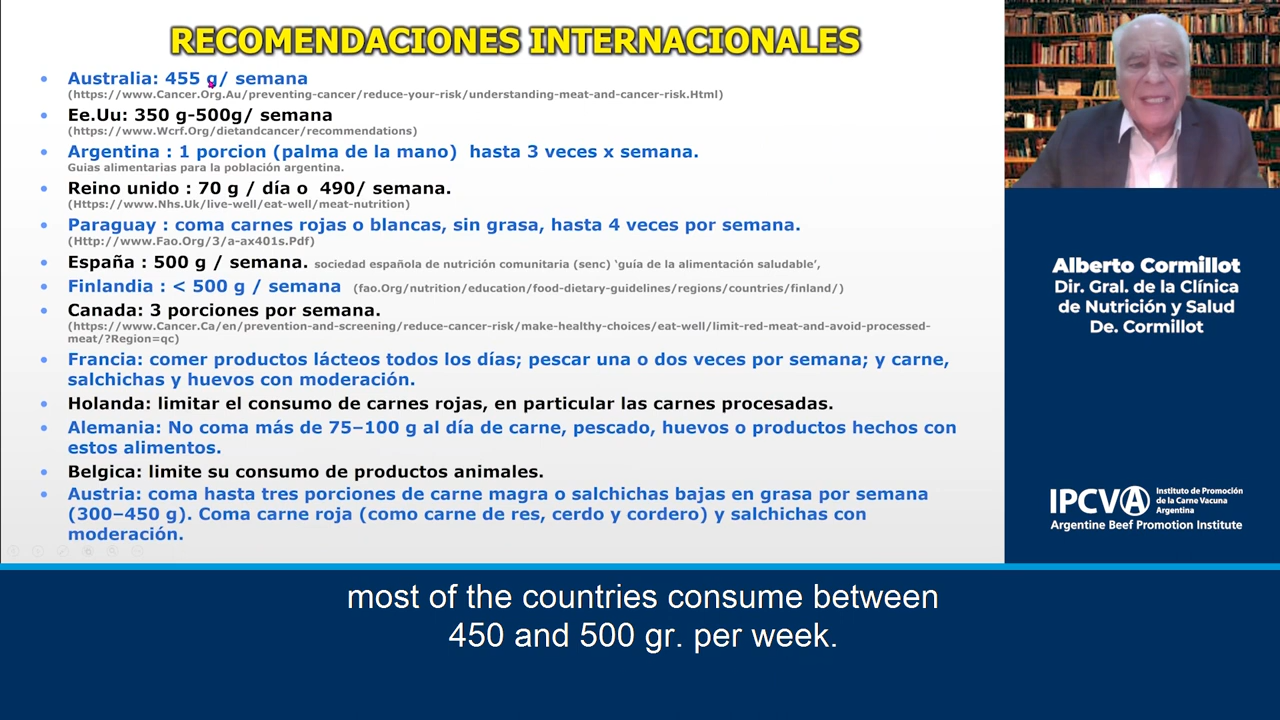 RECOMENDACIONES INTERNACIONALES
• Australia: 455 g/ semana
(https://www.Cancer.Org.Au/preventing-cancer/reduce-your-risk/understanding-meat-and-cancer-risk.Html)
• Ee.Uu: 350 g-500g/ semana
(https://www.Wcrf.Org/dietandcancer/recommendations)
• Argentina : 1 porcion (palma de la mano) hasta 3 veces x semana.
Guias alimentarias para la población argentina.
• Reino unido : 70 g / día o 490/ semana.
(Https://www.Nhs.Uk/live-well/eat-well/meat-nutrition)
• Paraguay : coma carnes rojas o blancas, sin grasa, hasta 4 veces por semana.
(Http://www.Fao.Org/3/a-ax401s.Pdf)
• España : 500 g / semana. sociedad española de nutrición comunitaria (senc) ‘guía de la alimentación saludable’,
• Finlandia : < 500 g / semana (fao.Org/nutrition/education/food-dietary-guidelines/regions/countries/finland/)
• Canada: 3 porciones por semana.
(https://www.Cancer.Ca/en/prevention-and-screening/reduce-cancer-risk/make-healthy-choices/eat-well/limit-red-meat-and-avoid-processed-
meat/?Region=qc)
• Francia: comer productos lácteos todos los días; pescar una o dos veces por semana; y carne,
salchichas y huevos con moderación.
• Holanda: limitar el consumo de carnes rojas, en particular las carnes procesadas.
• Alemania: No coma más de 75–100 g al día de carne, pescado, huevos o productos hechos con
estos alimentos.
• Belgica: limite su consumo de productos animales.
• Austria: coma hasta tres porciones de carne magra o salchichas bajas en grasa por semana
(300–450 g). Coma carne roja (como carne de res, cerdo y cordero) y salchichas con
moderación.
Alberto Cormillot
Dir. Gral. de la Clínica
de Nutrición y Salud
De. Cormillot
IPCVA
Instituto de Promoción
de la Carne Vacuna
Argentina
Argentine Beef Promotion Institute
most of the countries consume between
450 and 500 gr. per week.